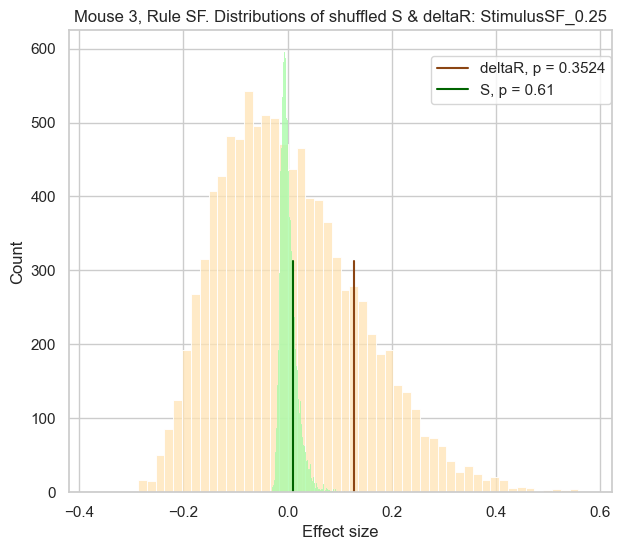 Mouse 3, Rule SF. Distributions of shuffled S & deltaR: StimulusSF_0.25
deltaR, p = 0.3524
S, p = 0.61
Count
600
500
400
300
200
100
0
−0.4 −0.2 0.0 0.2 0.4 0.6
Effect size